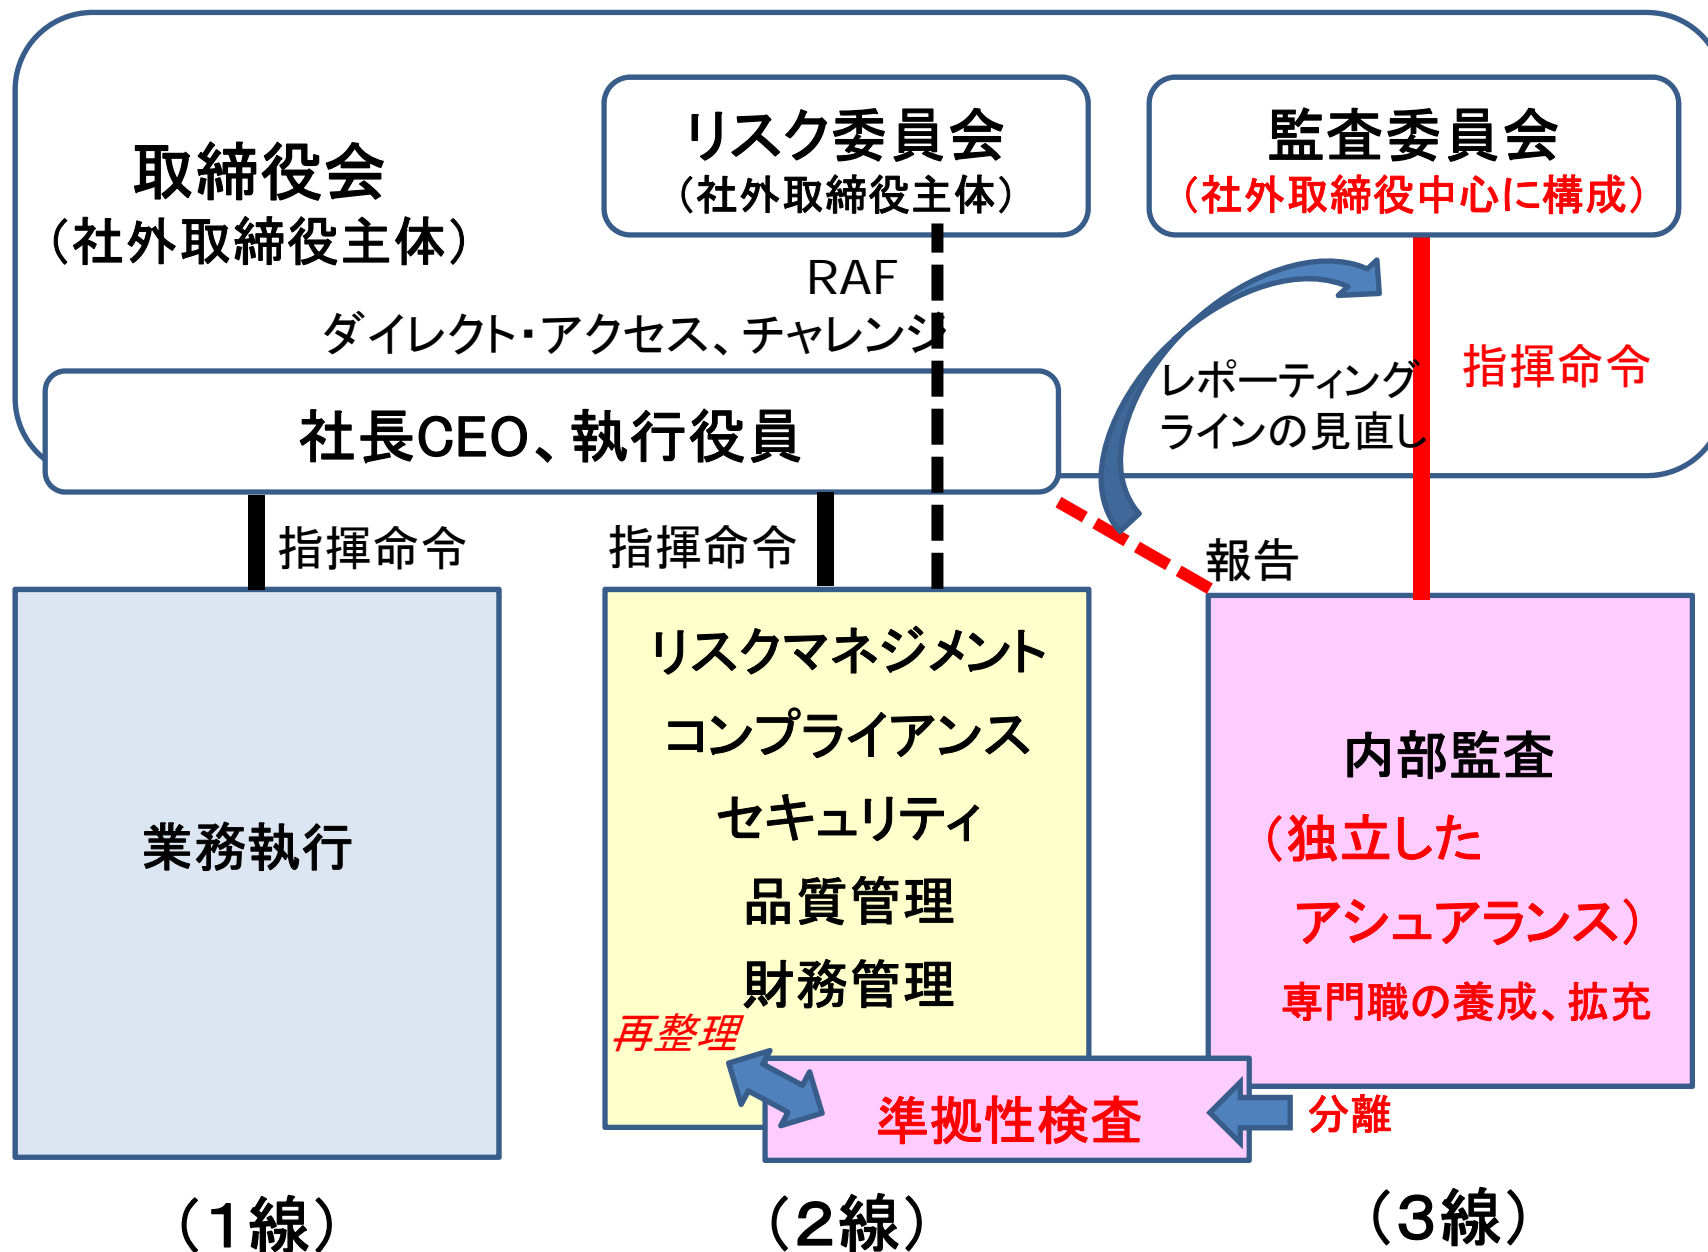 取締役会
（社外取締役主体）
リスク委員会
（社外取締役主体）
監査委員会
（社外取締役中心に構成）
RAF
ダイレクト・アクセス、チャレンジ
社長CEO、執行役員
レポーティング
ラインの見直し
指揮命令
指揮命令
指揮命令
報告
業務執行
リスクマネジメント
コンプライアンス
セキュリティ
品質管理
財務管理
再整理
内部監査
（独立した
アシュアランス）
専門職の養成、拡充
準拠性検査
分離
（１線）
（２線）
（３線）